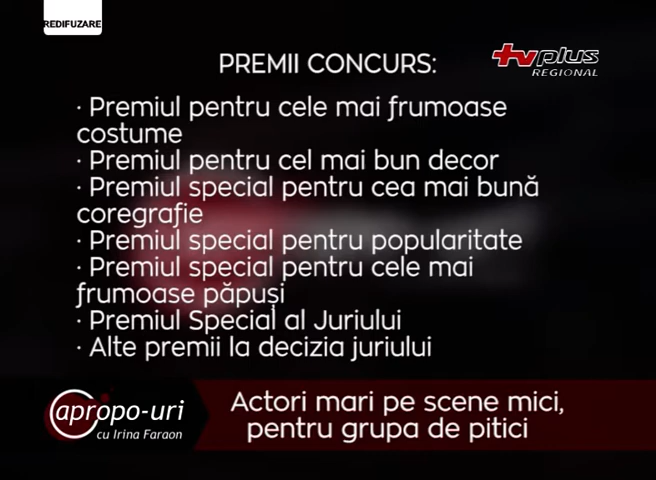 REDIFUZARE
PREMII CONCURS:
tvplus
REGIONAL
· Premiul pentru cele mai frumoase
costume
· Premiul pentru cel mai bun decor
· Premiul special pentru cea mai bună
coregrafie
· Premiul special pentru popularitate
· Premiul special pentru cele mai
frumoase păpuși
· Premiul Special al Juriului
· Alte premii la decizia juriului
apropo-uri
cu Irina Faraon
Actori mari pe scene mici,
pentru grupa de pitici